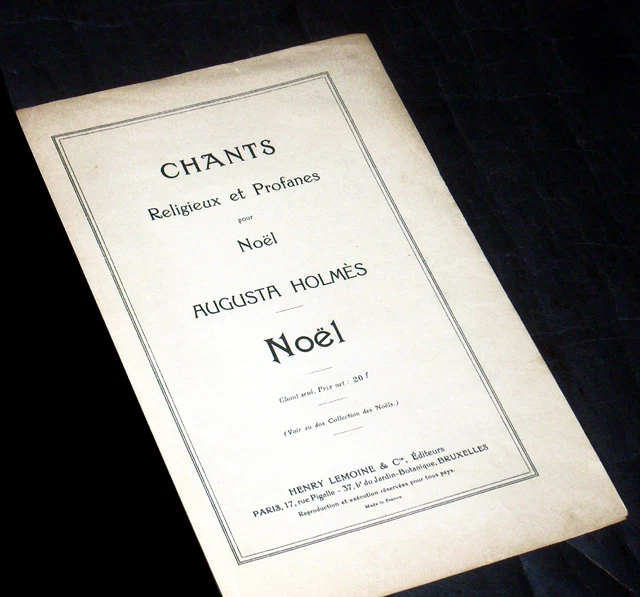 CHANTS
Religieux et Profanes
pour
Noël
AUGUSTA HOLMÈS
Noël
Chant seul. Prix net : 20 f
(Voir au dos Collection des Noëls.)
HENRY LEMOINE & Cie, Éditeurs
PARIS, 17, rue Pigalle - 37, bd du Jardin-Botanique, BRUXELLES
Reproduction et exécution réservées pour tous pays.
Made in France